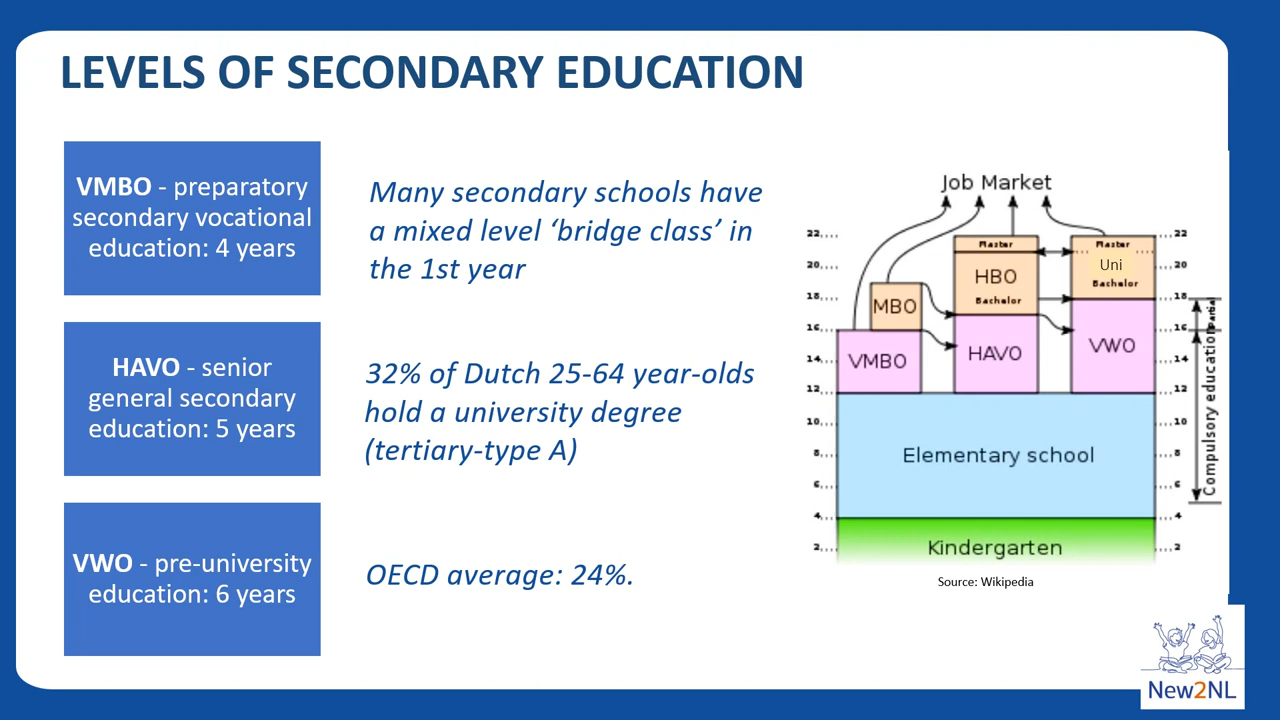 LEVELS OF SECONDARY EDUCATION
VMBO - preparatory
secondary vocational
education: 4 years
Many secondary schools have
a mixed level ‘bridge class’ in
the 1st year
HAVO - senior
general secondary
education: 5 years
32% of Dutch 25-64 year-olds
hold a university degree
(tertiary-type A)
VWO - pre-university
education: 6 years
OECD average: 24%.
Job Market
22....
20....
18....
16....
14....
12....
10....
8....
6....
4....
2....
Master
HBO
Bachelor
Master
Uni
Bachelor
MBO
VMBO
HAVO
VWO
Elementary school
Kindergarten
....22
....20
....18
....16
....14
....12
....10
....8
....6
....4
....2
Compulsory education
Partial
Source: Wikipedia
New2NL